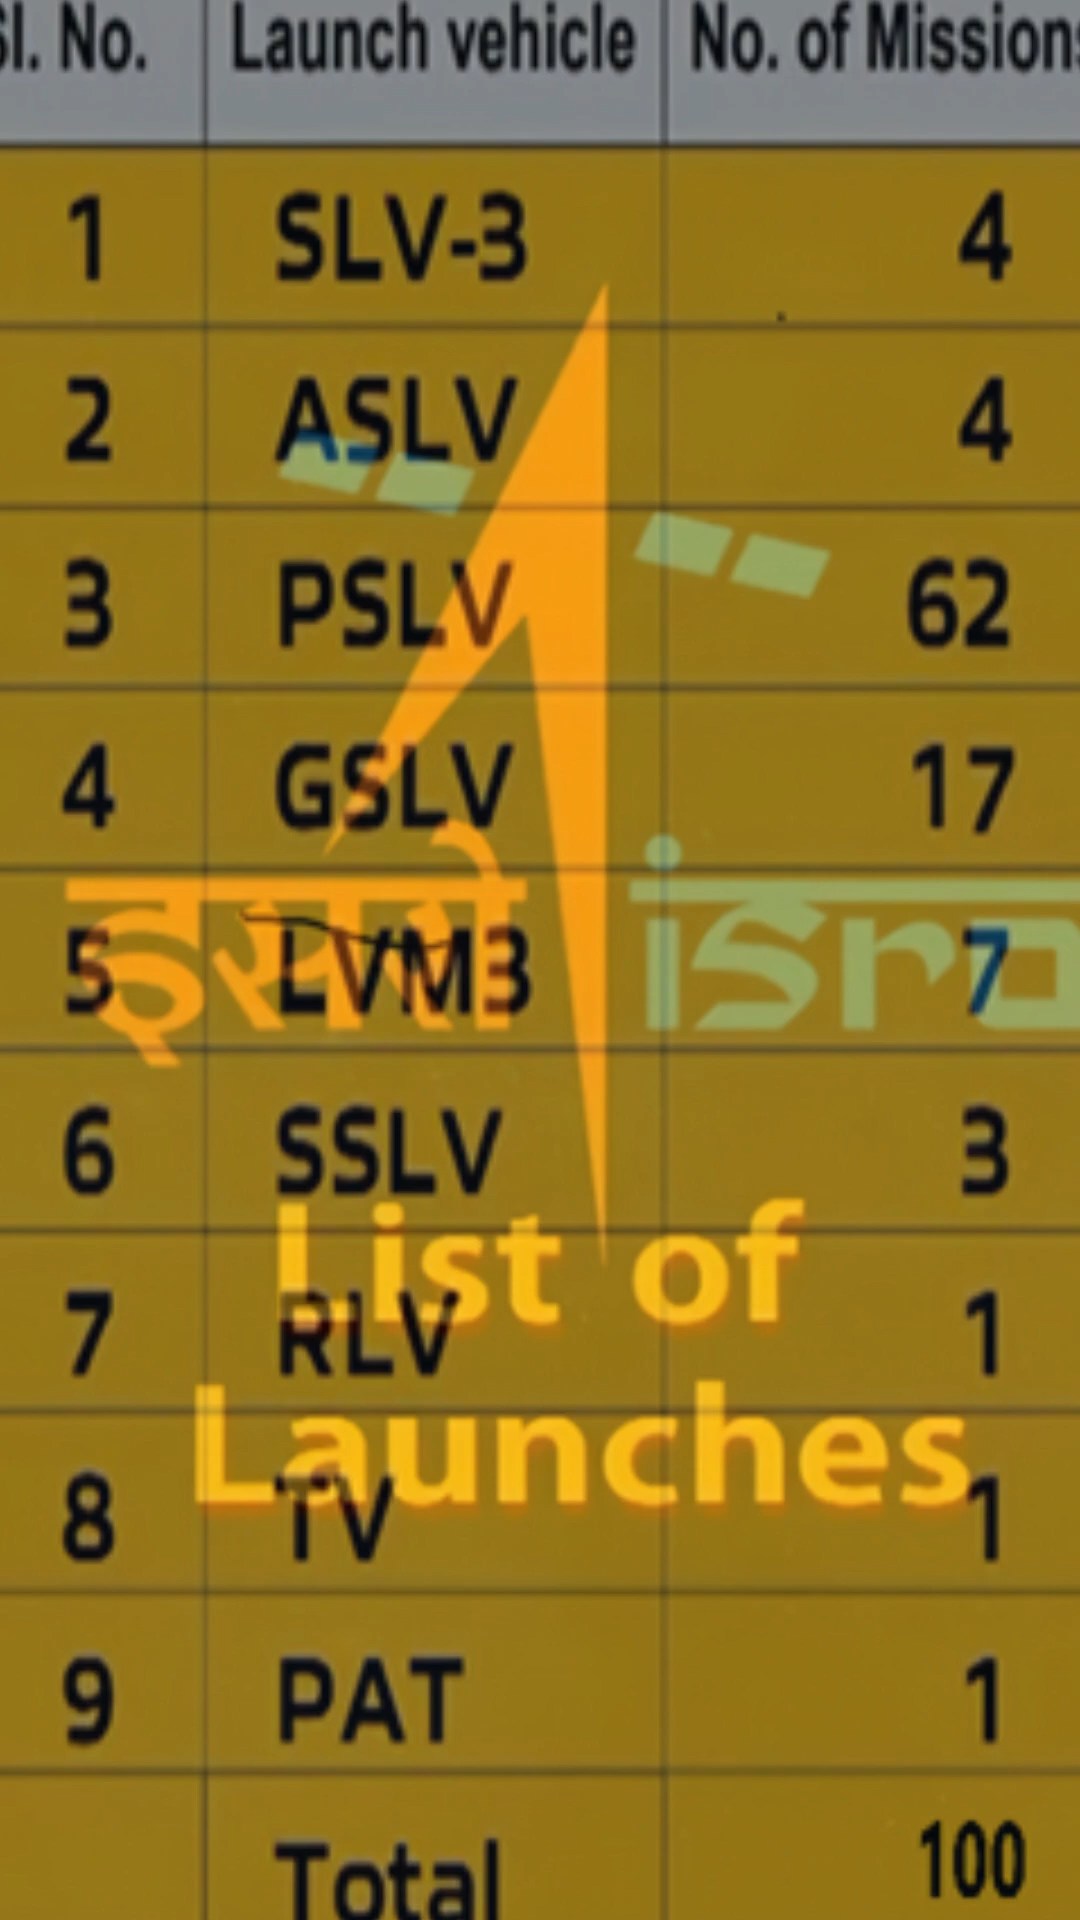 Sl. No. Launch vehicle No. of Missions
1 SLV-3 4
2 ASLV 4
3 PSLV 62
4 GSLV 17
5 LVM3 7
6 SSLV 3
7 RLV 1
8 TV 1
9 PAT 1
Total 100
इसरो isro
List of
Launches